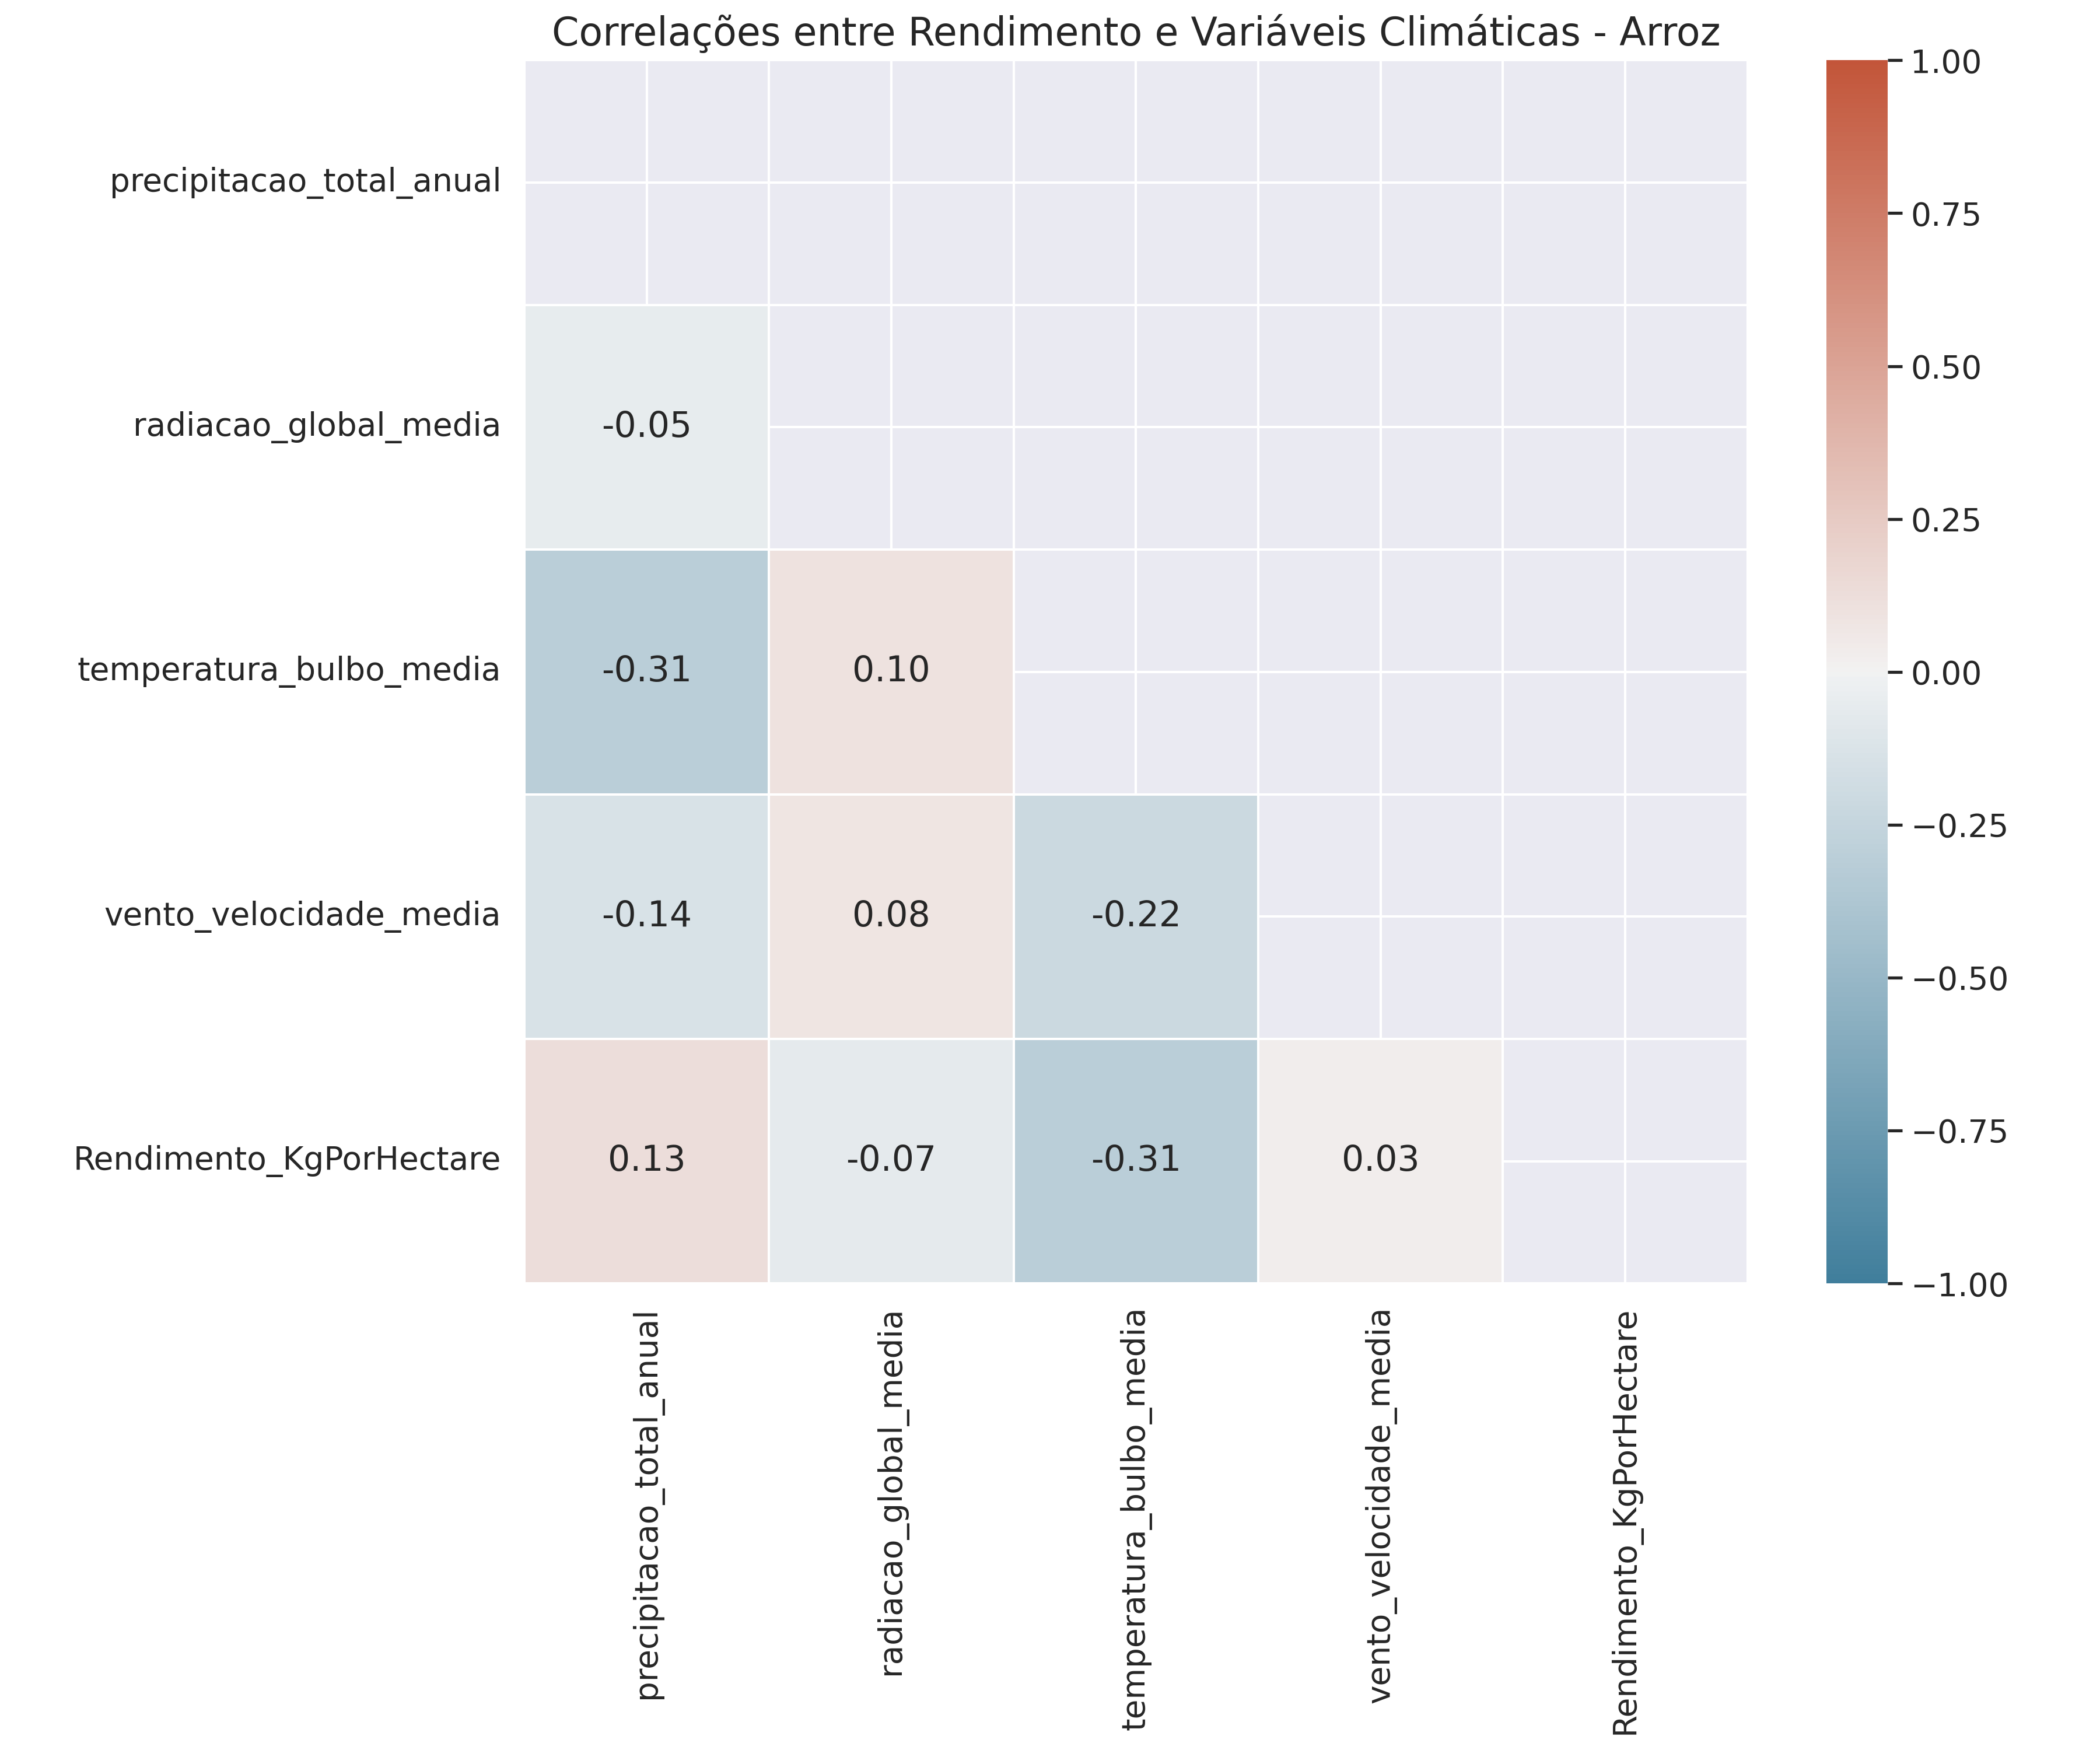 Correlações entre Rendimento e Variáveis Climáticas - Arroz
precipitacao_total_anual
radiacao_global_media
-0.05
temperatura_bulbo_media
-0.31
0.10
vento_velocidade_media
-0.14
0.08
-0.22
Rendimento_KgPorHectare
0.13
-0.07
-0.31
0.03
precipitacao_total_anual
radiacao_global_media
temperatura_bulbo_media
vento_velocidade_media
Rendimento_KgPorHectare
1.00
0.75
0.50
0.25
0.00
−0.25
−0.50
−0.75
−1.00